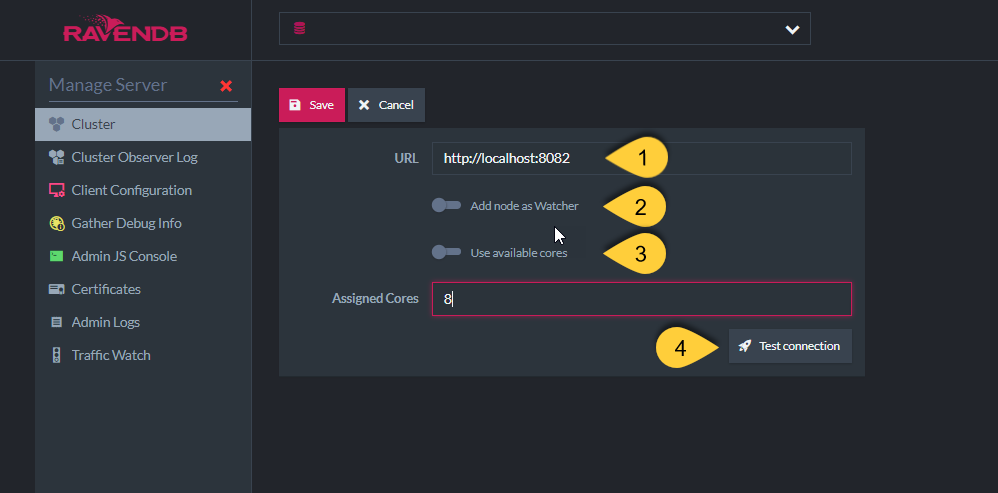 RAVENDB
Manage Server
Cluster
Cluster Observer Log
Client Configuration
Gather Debug Info
Admin JS Console
Certificates
Admin Logs
Traffic Watch
Save Cancel
URL http://localhost:8082 1
Add node as Watcher 2
Use available cores 3
Assigned Cores 8
4 Test connection